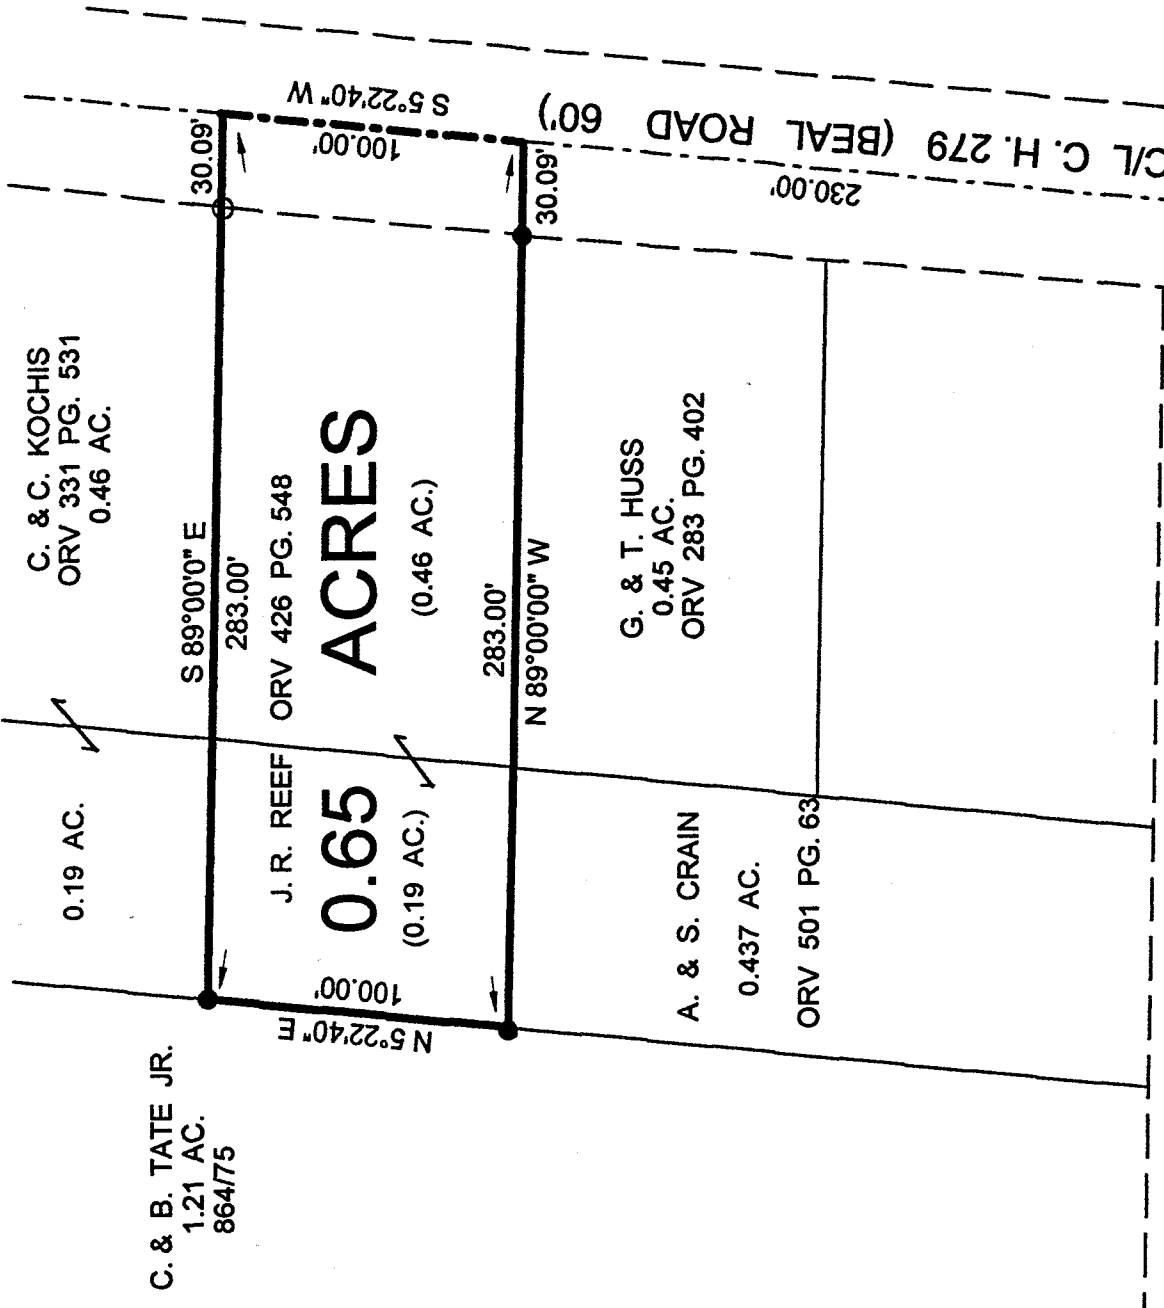 C. & C. KOCHIS
ORV 331 PG. 531
0.46 AC.
0.19 AC.
S 89°00'0" E
283.00'
30.09'
S 5°22'40" W
100.00'
J. R. REEF ORV 426 PG. 548
0.65 ACRES
(0.19 AC.)
(0.46 AC.)
N 5°22'40" E
100.00'
283.00'
N 89°00'00" W
30.09'
C/L C. H. 279 (BEAL ROAD 60')
230.00'
G. & T. HUSS
0.45 AC.
ORV 283 PG. 402
A. & S. CRAIN
0.437 AC.
ORV 501 PG. 63
C. & B. TATE JR.
1.21 AC.
864/75